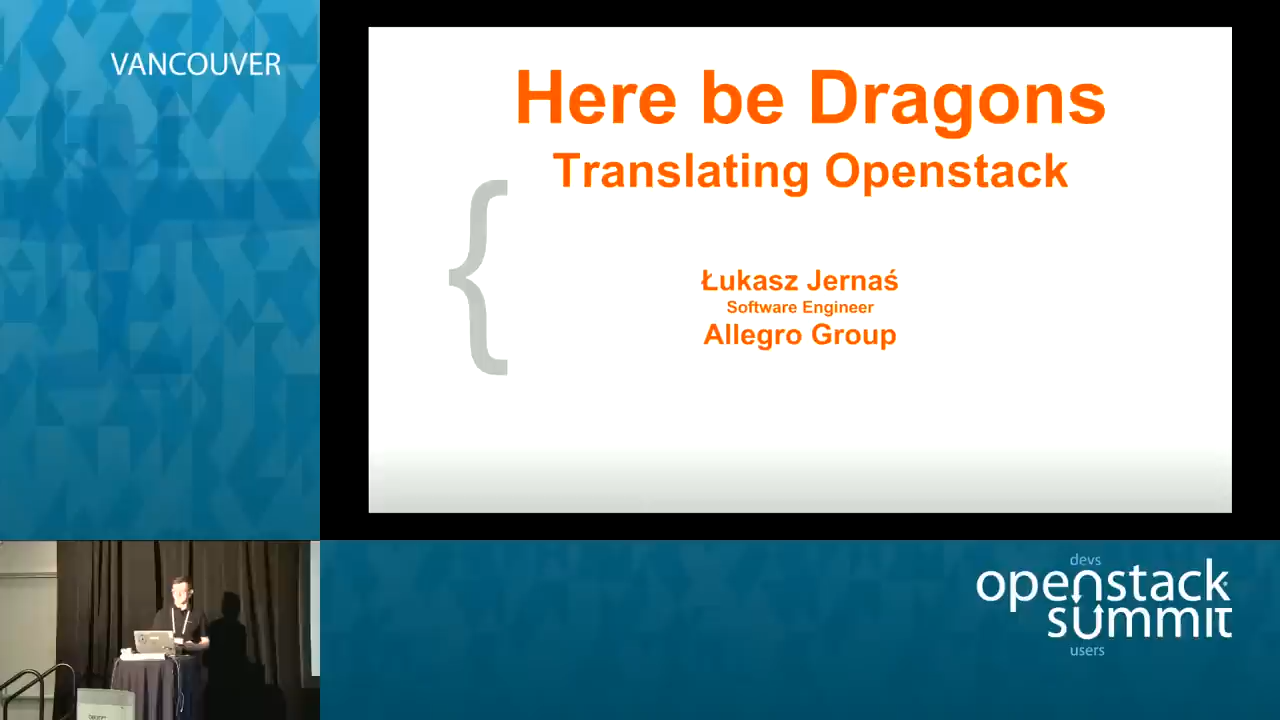 VANCOUVER
Here be Dragons
Translating Openstack
{
Łukasz Jernaś
Software Engineer
Allegro Group
devs
openstack
summit
users